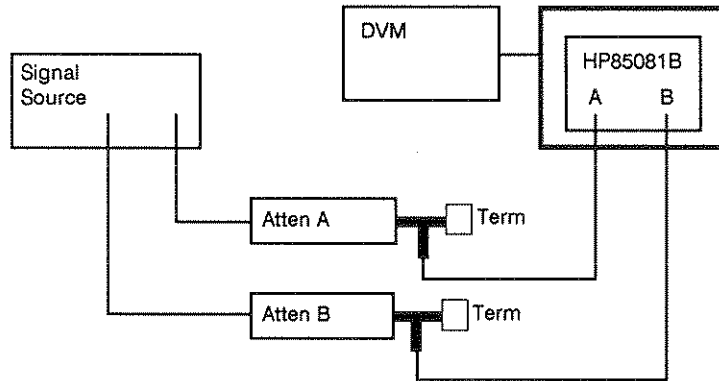 DVM
HP85081B
A B
Signal
Source
Atten A
Term
Atten B
Term